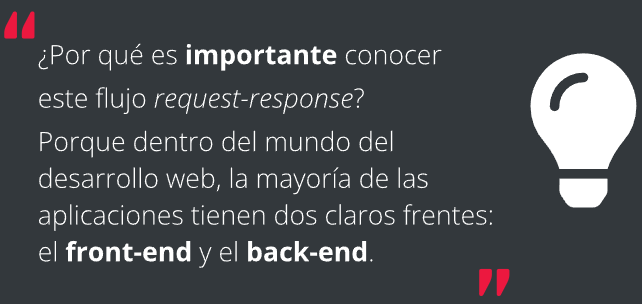 “
¿Por qué es importante conocer
este flujo request-response?
Porque dentro del mundo del
desarrollo web, la mayoría de las
aplicaciones tienen dos claros frentes:
el front-end y el back-end.
”